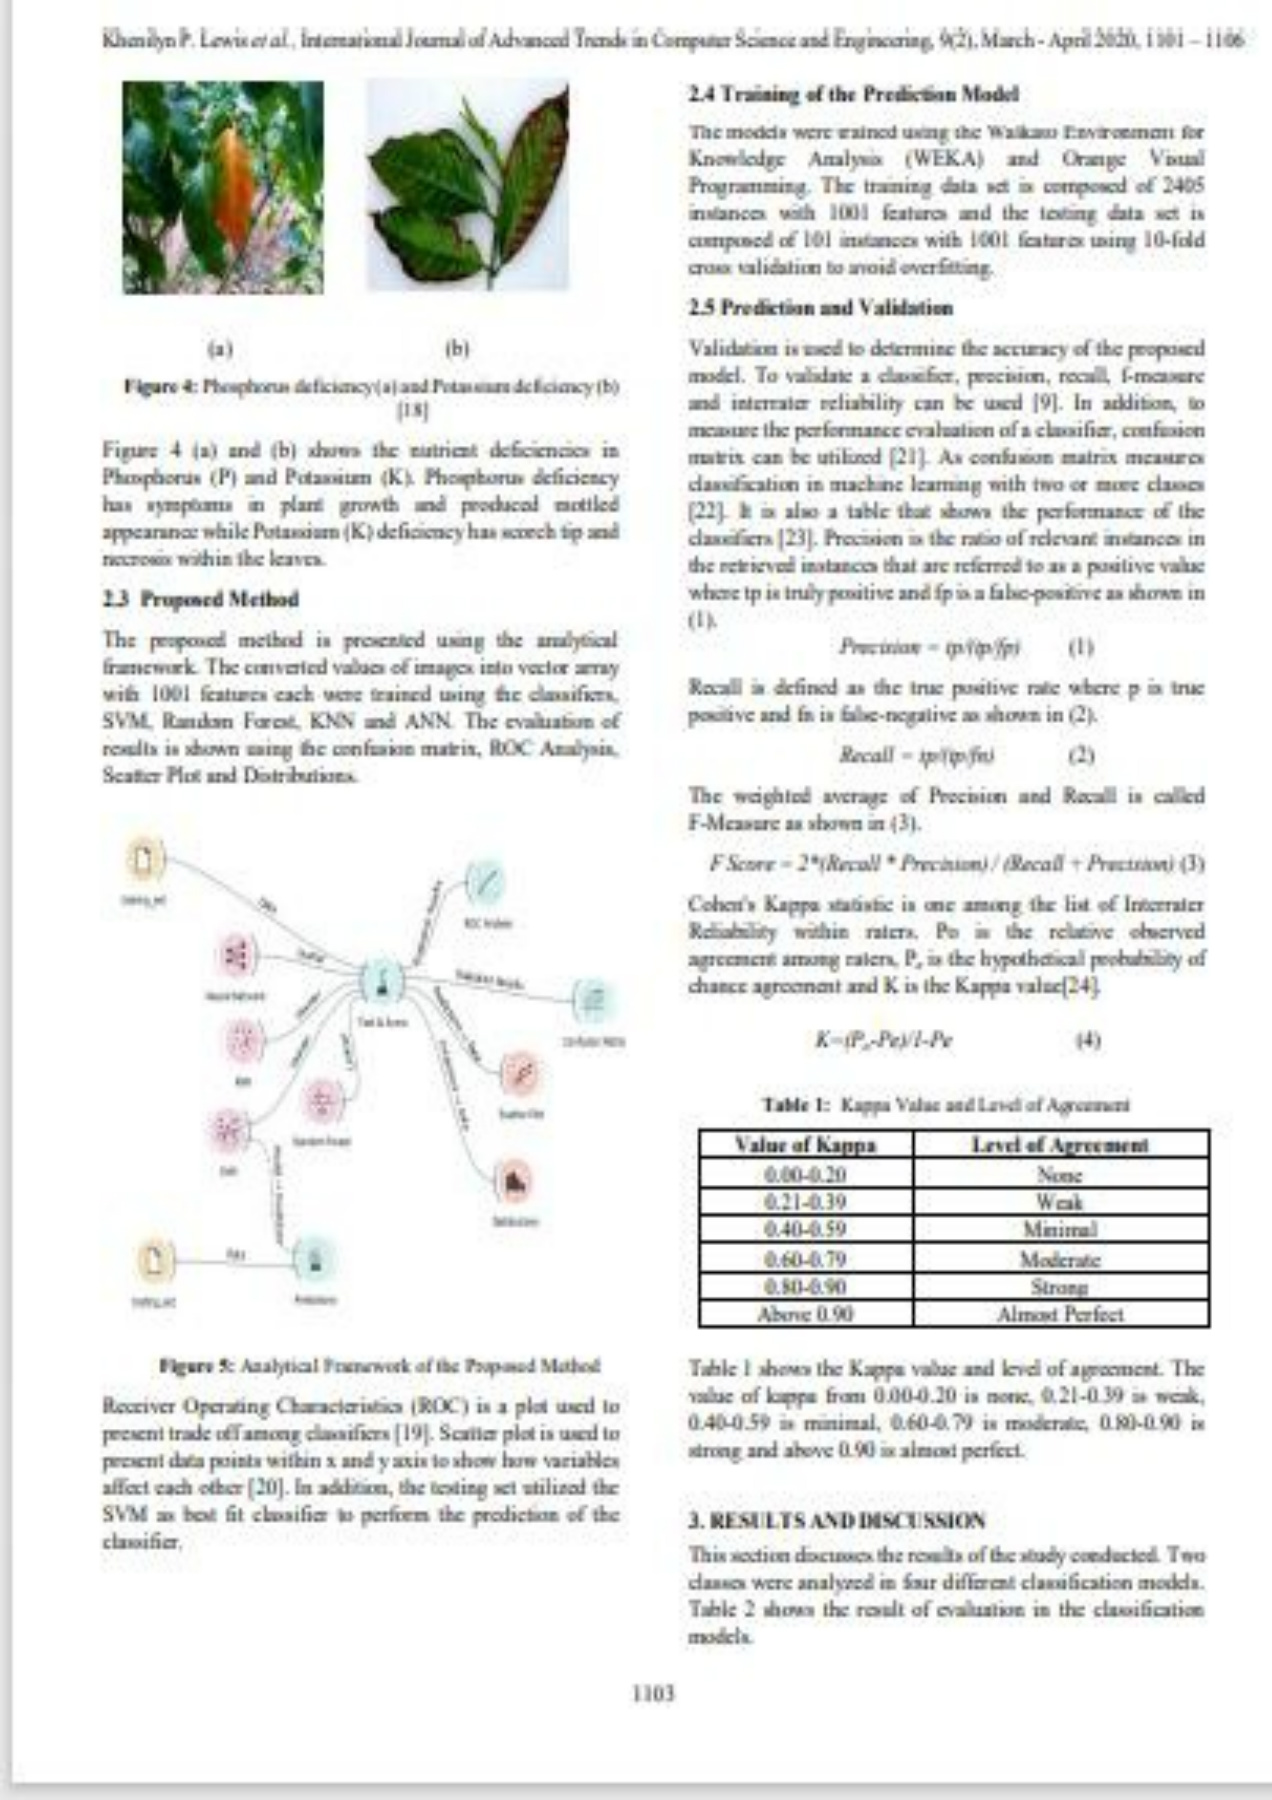 Khenilyn P. Lewis et al., International Journal of Advanced Trends in Computer Science and Engineering, 9(2), March - April 2020, 1101 – 1106
(a)
(b)
Figure 4: Phosphorus deficiency (a) and Potassium deficiency (b)
[18]
Figure 4 (a) and (b) shows the nutrient deficiencies in
Phosphorus (P) and Potassium (K). Phosphorus deficiency
has symptoms in plant growth and produced mottled
appearance while Potassium (K) deficiency has scorch tip and
necrosis within the leaves.
2.3 Proposed Method
The proposed method is presented using the analytical
framework. The converted values of images into vector array
with 1001 features each were trained using the classifiers,
SVM, Random Forest, KNN and ANN. The evaluation of
results is shown using the confusion matrix, ROC Analysis,
Scatter Plot and Distributions.
Data
ROC Analysis
Neural Network
Test & Score
Confusion Matrix
Scatter Plot
Random Forest
Distributions
Data
Predictions
Figure 5: Analytical Framework of the Proposed Method
Receiver Operating Characteristics (ROC) is a plot used to
present trade off among classifiers [19]. Scatter plot is used to
present data points within x and y axis to show how variables
affect each other [20]. In addition, the testing set utilized the
SVM as best fit classifier to perform the prediction of the
classifier.
2.4 Training of the Prediction Model
The models were trained using the Waikato Environment for
Knowledge Analysis (WEKA) and Orange Visual
Programming. The training data set is composed of 2405
instances with 1001 features and the testing data set is
composed of 101 instances with 1001 features using 10-fold
cross validation to avoid overfitting.
2.5 Prediction and Validation
Validation is used to determine the accuracy of the proposed
model. To validate a classifier, precision, recall, f-measure
and interrater reliability can be used [9]. In addition, to
measure the performance evaluation of a classifier, confusion
matrix can be utilized [21]. As confusion matrix measures
classification in machine learning with two or more classes
[22]. It is also a table that shows the performance of the
classifiers [23]. Precision is the ratio of relevant instances in
the retrieved instances that are referred to as a positive value
where tp is truly positive and fp is a false-positive as shown in
(1).
Precision = tp/(tp/fp) (1)
Recall is defined as the true positive rate where p is true
positive and fn is false-negative as shown in (2).
Recall = tp/(tp/fn) (2)
The weighted average of Precision and Recall is called
F-Measure as shown in (3).
F Score = 2*(Recall * Precision) / (Recall + Precision) (3)
Cohen's Kappa statistic is one among the list of Interrater
Reliability within raters. Po is the relative observed
agreement among raters, Pe is the hypothetical probability of
chance agreement and K is the Kappa value[24].
K=(Po-Pe)/1-Pe (4)
Table 1: Kappa Value and Level of Agreement
Value of Kappa Level of Agreement
0.00-0.20 None
0.21-0.39 Weak
0.40-0.59 Minimal
0.60-0.79 Moderate
0.80-0.90 Strong
Above 0.90 Almost Perfect
Table 1 shows the Kappa value and level of agreement. The
value of kappa from 0.00-0.20 is none, 0.21-0.39 is weak,
0.40-0.59 is minimal, 0.60-0.79 is moderate, 0.80-0.90 is
strong and above 0.90 is almost perfect.
3. RESULTS AND DISCUSSION
This section discusses the results of the study conducted. Two
classes were analyzed in four different classification models.
Table 2 shows the result of evaluation in the classification
models.
1103